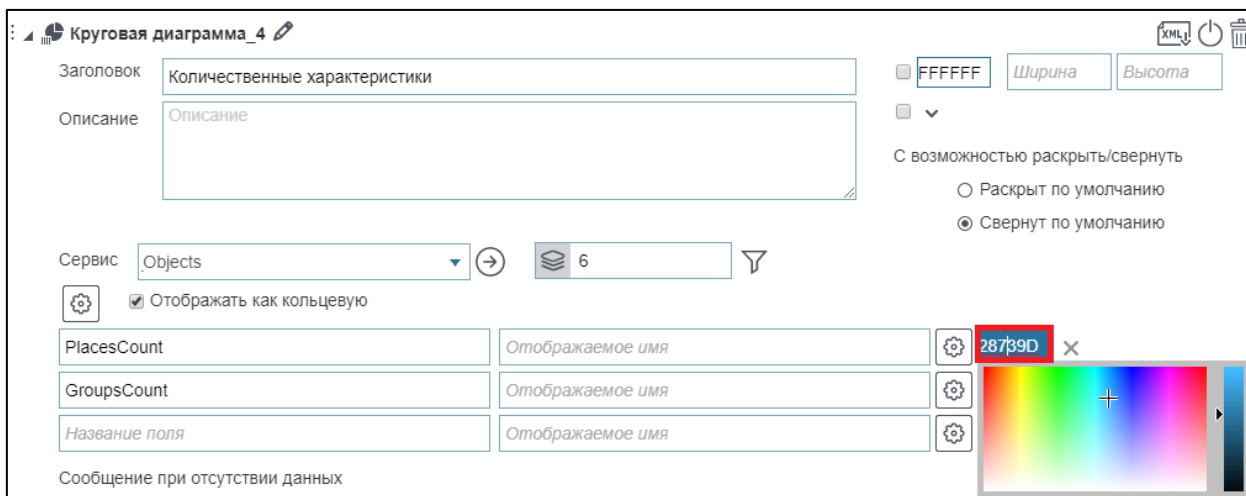 Круговая диаграмма_4
XML
Заголовок
Количественные характеристики
FFFFFF
Ширина
Высота
Описание
Описание
С возможностью раскрыть/свернуть
Раскрыт по умолчанию
Свернут по умолчанию
Сервис
Objects
6
Отображать как кольцевую
PlacesCount
Отображаемое имя
28739D
GroupsCount
Отображаемое имя
Название поля
Отображаемое имя
Сообщение при отсутствии данных